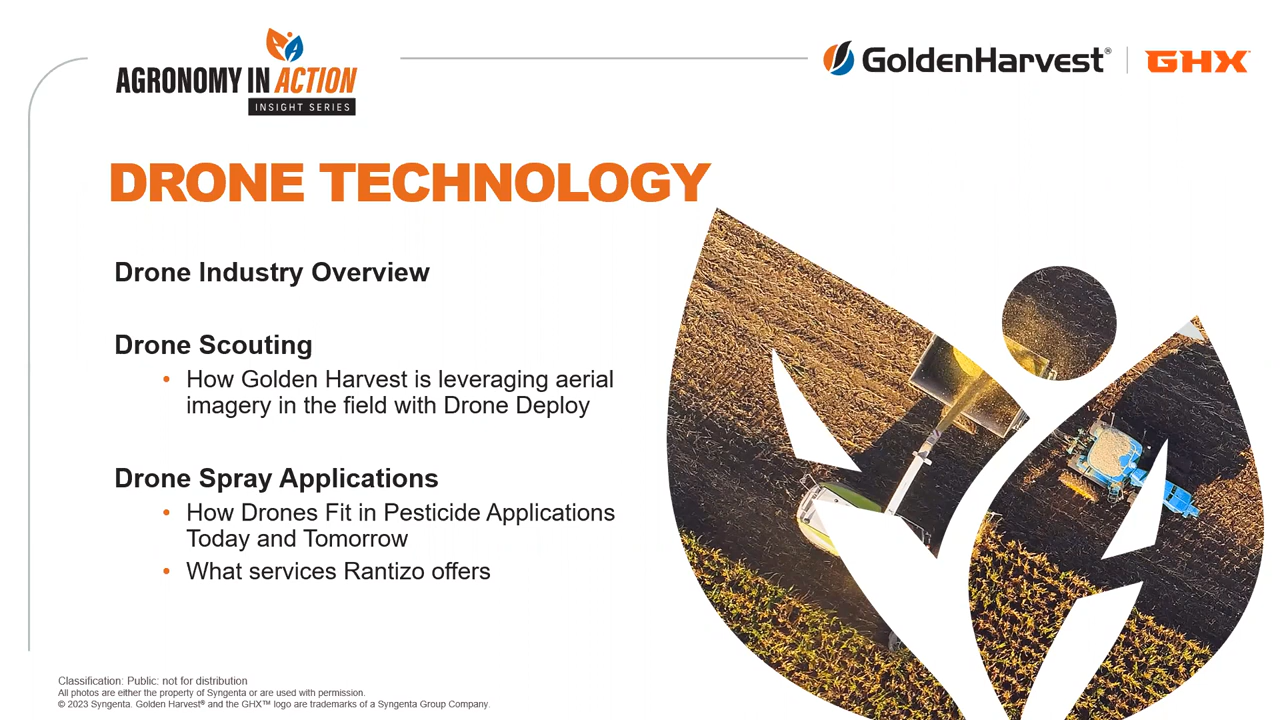 AGRONOMY IN ACTION
INSIGHT SERIES
GoldenHarvest® GHX™
DRONE TECHNOLOGY
Drone Industry Overview
Drone Scouting
• How Golden Harvest is leveraging aerial
imagery in the field with Drone Deploy
Drone Spray Applications
• How Drones Fit in Pesticide Applications
Today and Tomorrow
• What services Rantizo offers
Classification: Public: not for distribution
All photos are either the property of Syngenta or are used with permission.
© 2023 Syngenta. Golden Harvest® and the GHX™ logo are trademarks of a Syngenta Group Company.